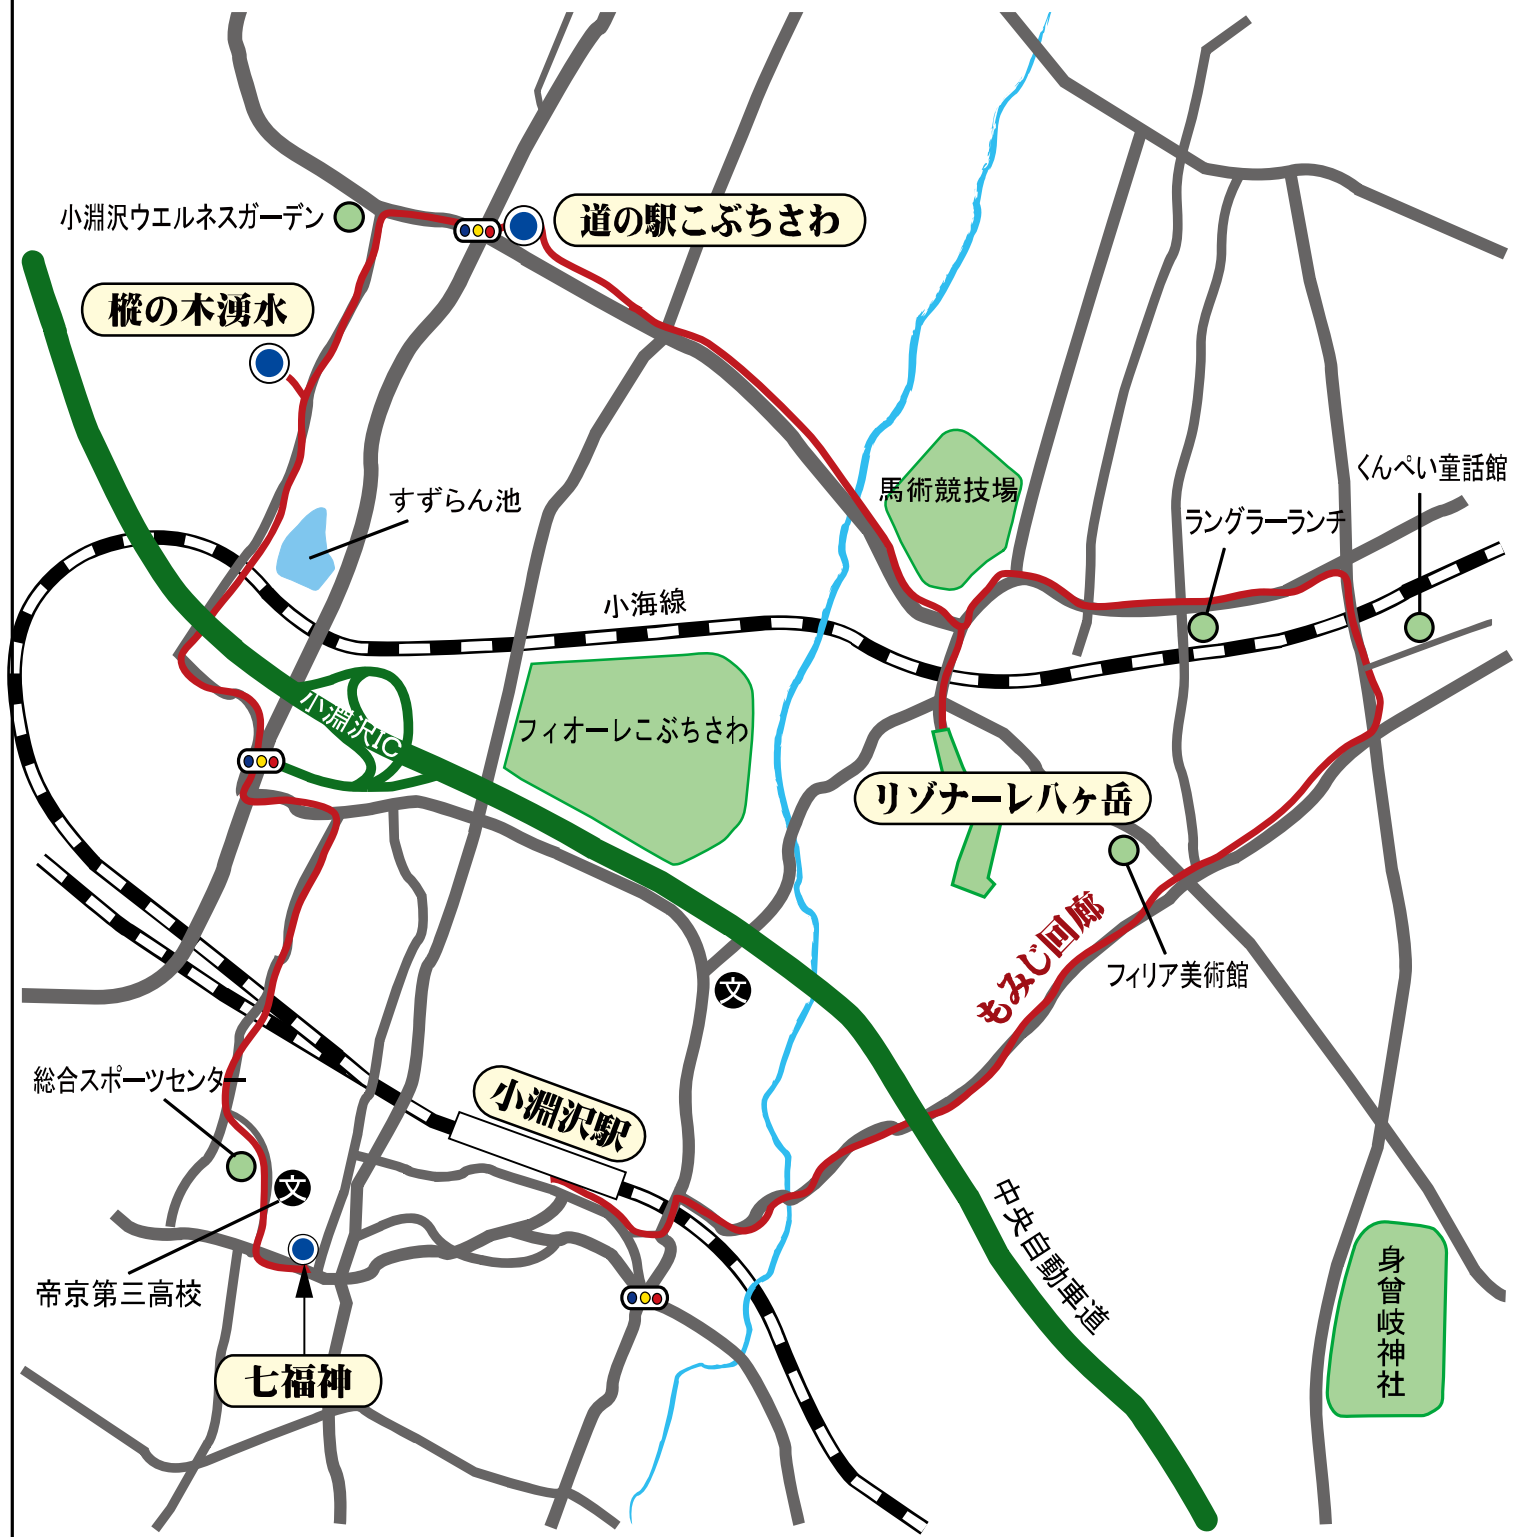 小淵沢ウエルネスガーデン
道の駅こぶちさわ
樅の木湧水
くんぺい童話館
馬術競技場
すずらん池
ラングラーランチ
小海線
小淵沢IC
フィオーレこぶちさわ
リゾナーレ八ヶ岳
もみじ回廊
フィリア美術館
文
総合スポーツセンター
小淵沢駅
文
中央自動車道
帝京第三高校
身曾岐神社
七福神